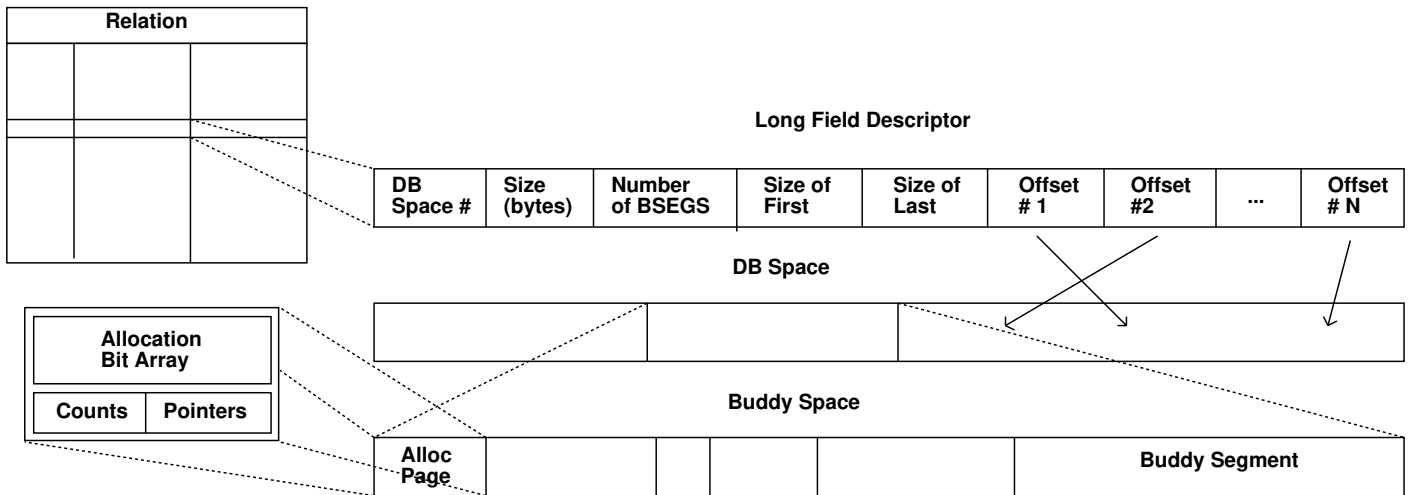 Relation
Long Field Descriptor
DB Space #
Size (bytes)
Number of BSEGS
Size of First
Size of Last
Offset # 1
Offset #2
...
Offset # N
DB Space
Allocation Bit Array
Counts
Pointers
Buddy Space
Alloc Page
Buddy Segment